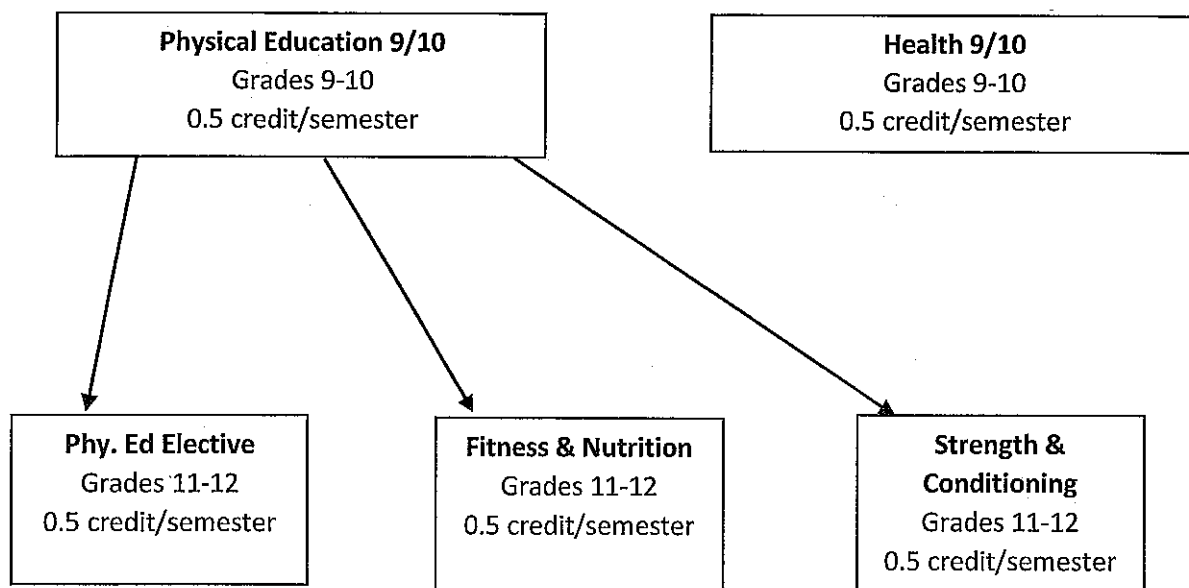 Physical Education 9/10
Grades 9-10
0.5 credit/semester
Health 9/10
Grades 9-10
0.5 credit/semester
Phy. Ed Elective
Grades 11-12
0.5 credit/semester
Fitness & Nutrition
Grades 11-12
0.5 credit/semester
Strength &
Conditioning
Grades 11-12
0.5 credit/semester